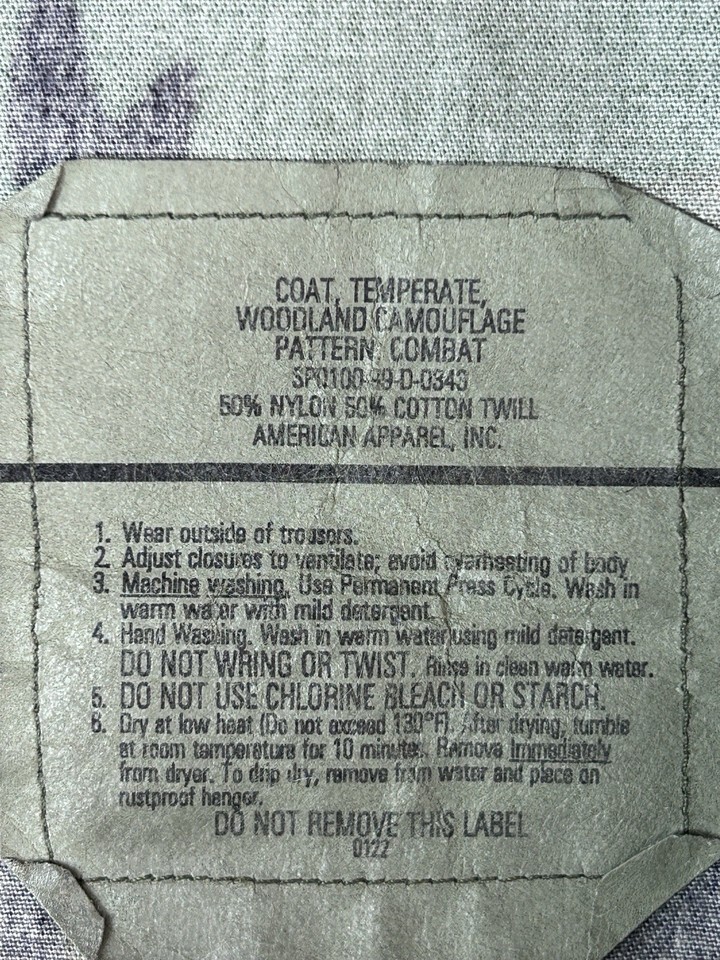 COAT, TEMPERATE,
WOODLAND CAMOUFLAGE
PATTERN, COMBAT
SP0100-99-D-0343
50% NYLON 50% COTTON TWILL
AMERICAN APPAREL, INC.
1. Wear outside of trousers.
2. Adjust closures to ventilate; avoid overheating of body
3. Machine washing. Use Permanent Press Cycle. Wash in
warm water with mild detergent.
4. Hand Washing. Wash in warm water using mild detergent.
DO NOT WRING OR TWIST. Rinse in clean warm water.
5. DO NOT USE CHLORINE BLEACH OR STARCH.
6. Dry at low heat (Do not exceed 130°F). After drying, tumble
at room temperature for 10 minutes. Remove Immediately
from dryer. To drip dry, remove from water and place on
rustproof hanger.
DO NOT REMOVE THIS LABEL
0122